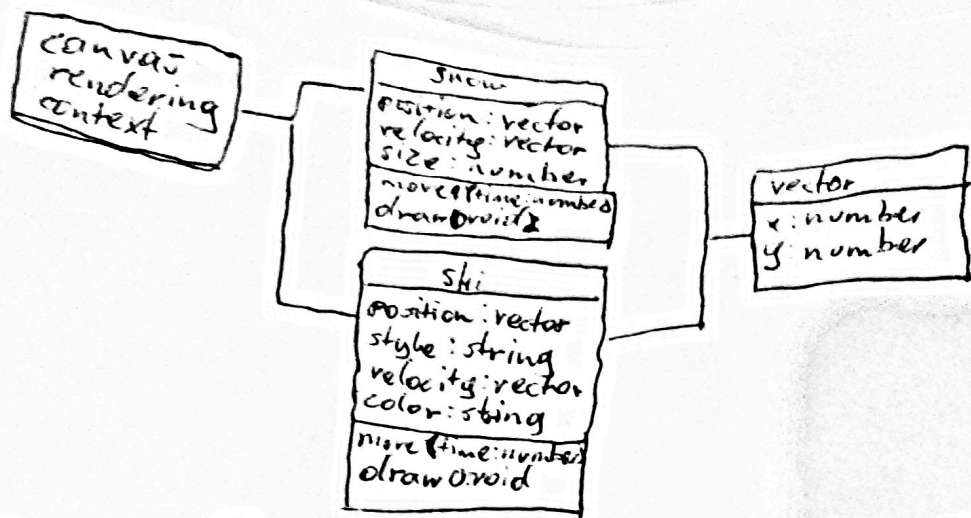 canvas
rendering
context
snow
position: vector
velocity: vector
size: number
move(time:number)
draw():void
ski
position: vector
style: string
velocity: vector
color: string
move(time:number)
draw():void
vector
x: number
y: number